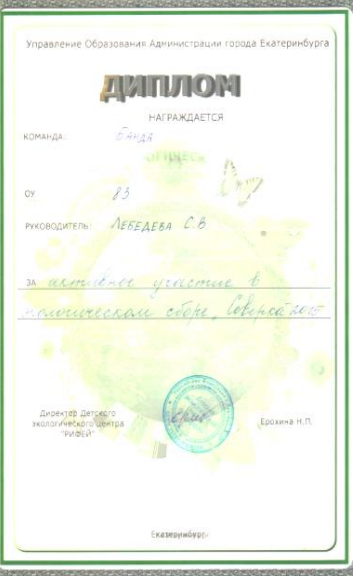 Управление Образования Администрации города Екатеринбурга
ДИПЛОМ
НАГРАЖДАЕТСЯ
КОМАНДА: БАНДА
ОУ 83
РУКОВОДИТЕЛЬ: ЛЕБЕДЕВА С.В
ЗА активное участие в
экологическом сборе,
Директор Детского
экологического центра
"РИФЕЙ"
Ерохина Н.П.
Екатеринбург